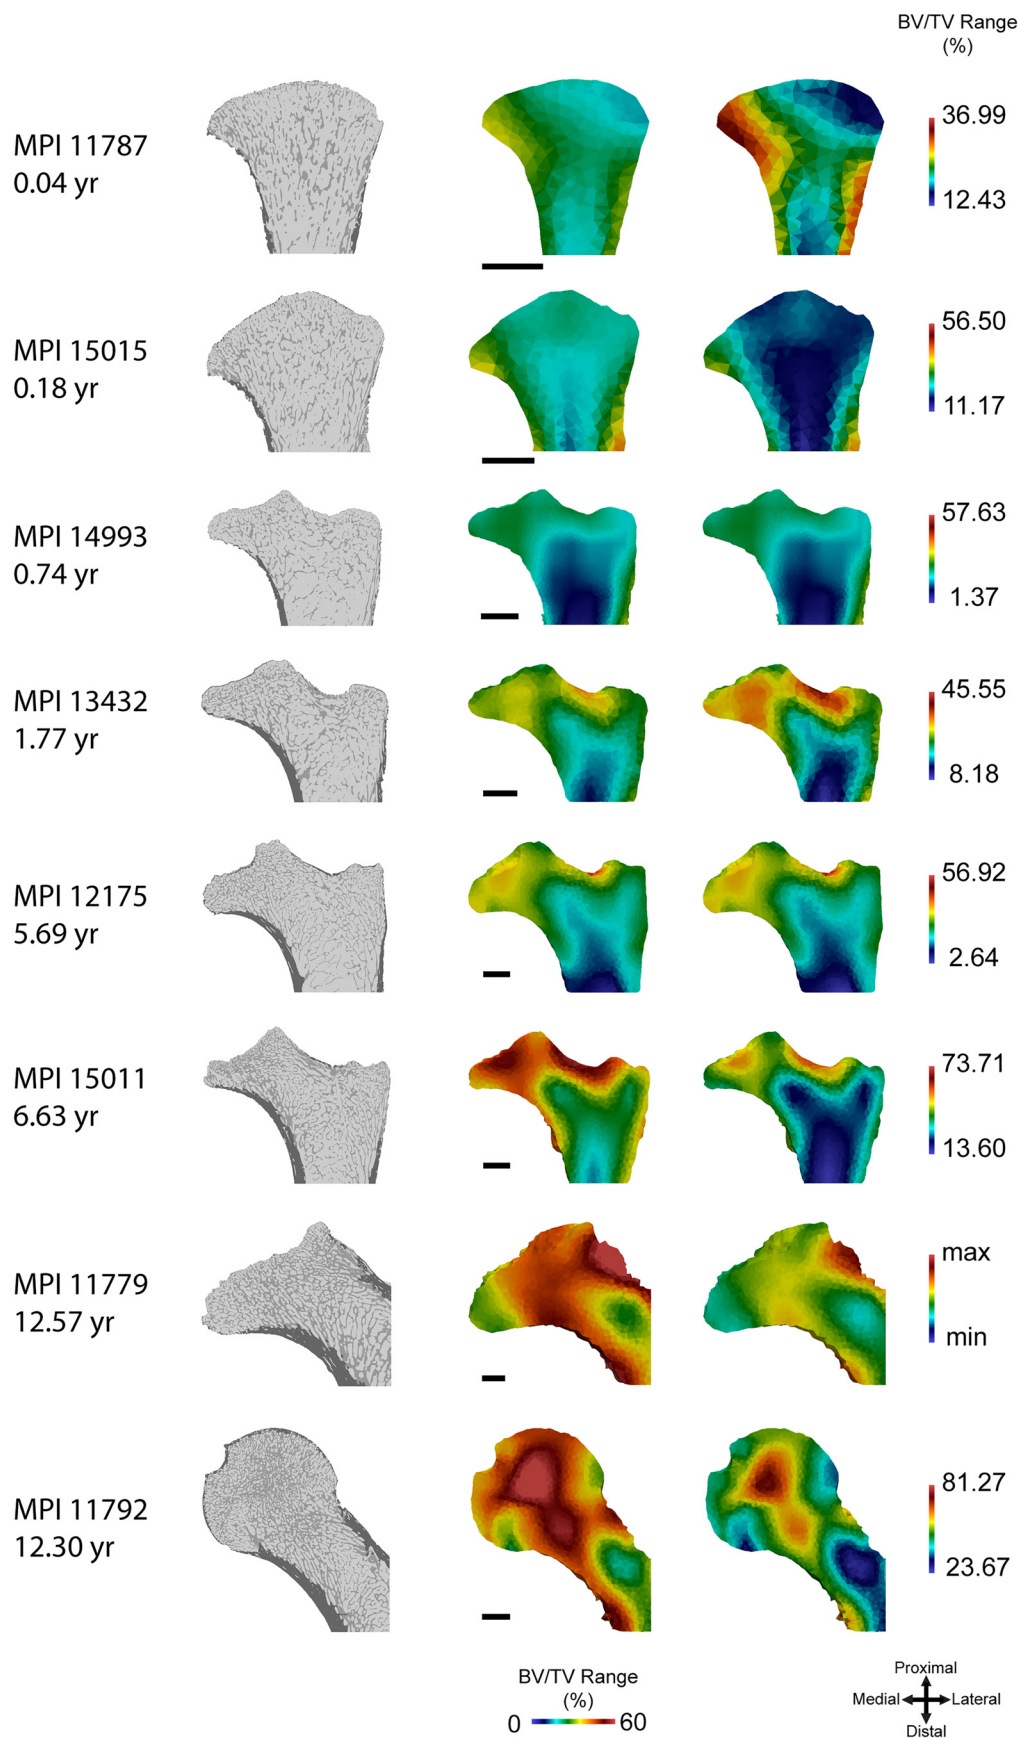 BV/TV Range
(%)
MPI 11787
0.04 yr
36.99
12.43
MPI 15015
0.18 yr
56.50
11.17
MPI 14993
0.74 yr
57.63
1.37
MPI 13432
1.77 yr
45.55
8.18
MPI 12175
5.69 yr
56.92
2.64
MPI 15011
6.63 yr
73.71
13.60
MPI 11779
12.57 yr
max
min
MPI 11792
12.30 yr
81.27
23.67
BV/TV Range
(%)
0 60
Proximal
Medial Lateral
Distal